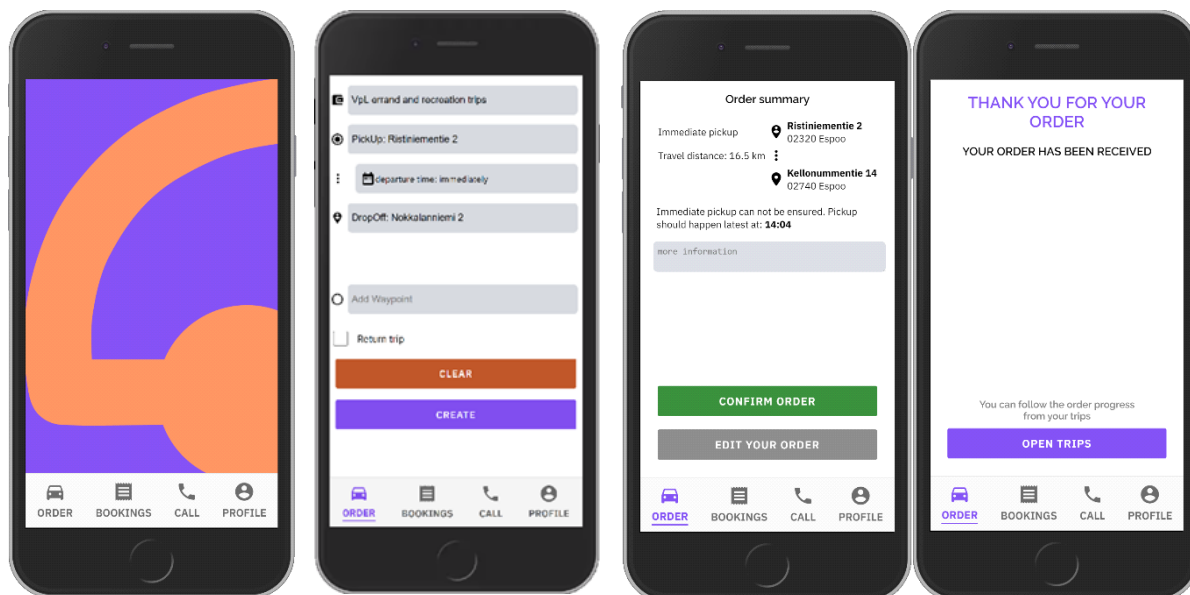 ORDER
BOOKINGS
CALL
PROFILE
VpL errand and recreation trips
PickUp: Ristiniementie 2
departure time: immediately
DropOff: Nokkalanniemi 2
Add Waypoint
Return trip
CLEAR
CREATE
ORDER
BOOKINGS
CALL
PROFILE
Order summary
Immediate pickup
Ristiniementie 2
02320 Espoo
Travel distance: 16.5 km
Kellonummentie 14
02740 Espoo
Immediate pickup can not be ensured. Pickup
should happen latest at: 14:04
more information
CONFIRM ORDER
EDIT YOUR ORDER
ORDER
BOOKINGS
CALL
PROFILE
THANK YOU FOR YOUR
ORDER
YOUR ORDER HAS BEEN RECEIVED
You can follow the order progress
from your trips
OPEN TRIPS
ORDER
BOOKINGS
CALL
PROFILE